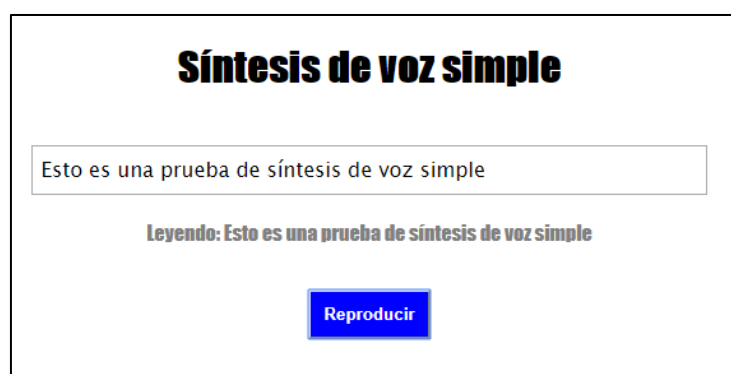 Síntesis de voz simple
Esto es una prueba de síntesis de voz simple
Leyendo: Esto es una prueba de síntesis de voz simple
Reproducir